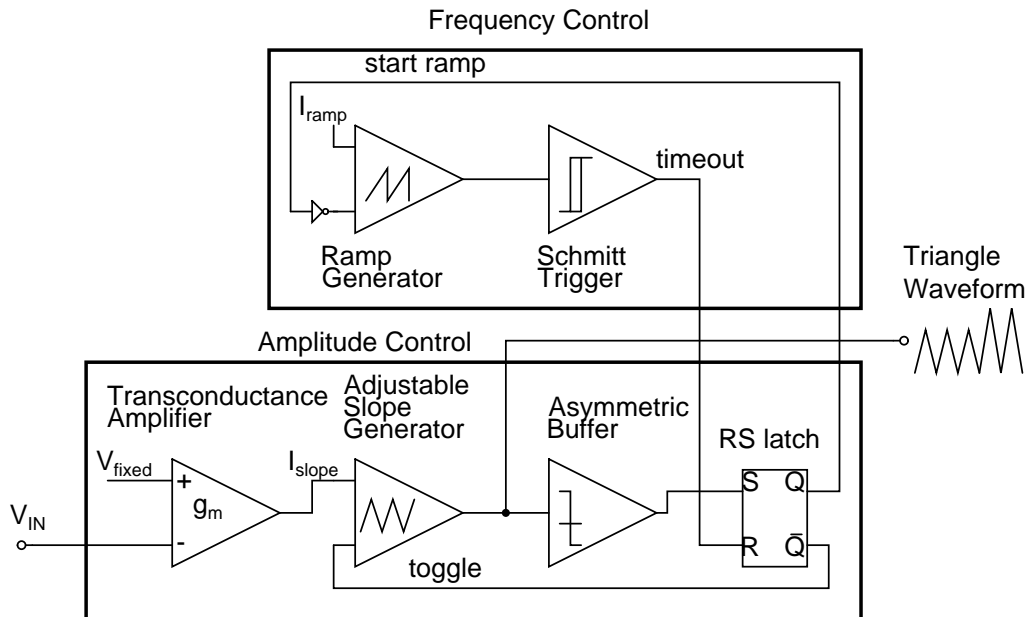 Frequency Control
start ramp
I_ramp
timeout
Ramp
Generator
Schmitt
Trigger
Triangle
Waveform
Amplitude Control
Transconductance
Amplifier
Adjustable
Slope
Generator
Asymmetric
Buffer
RS latch
V_fixed
+
g_m
-
I_slope
V_IN
S
Q
R
Q̅
toggle